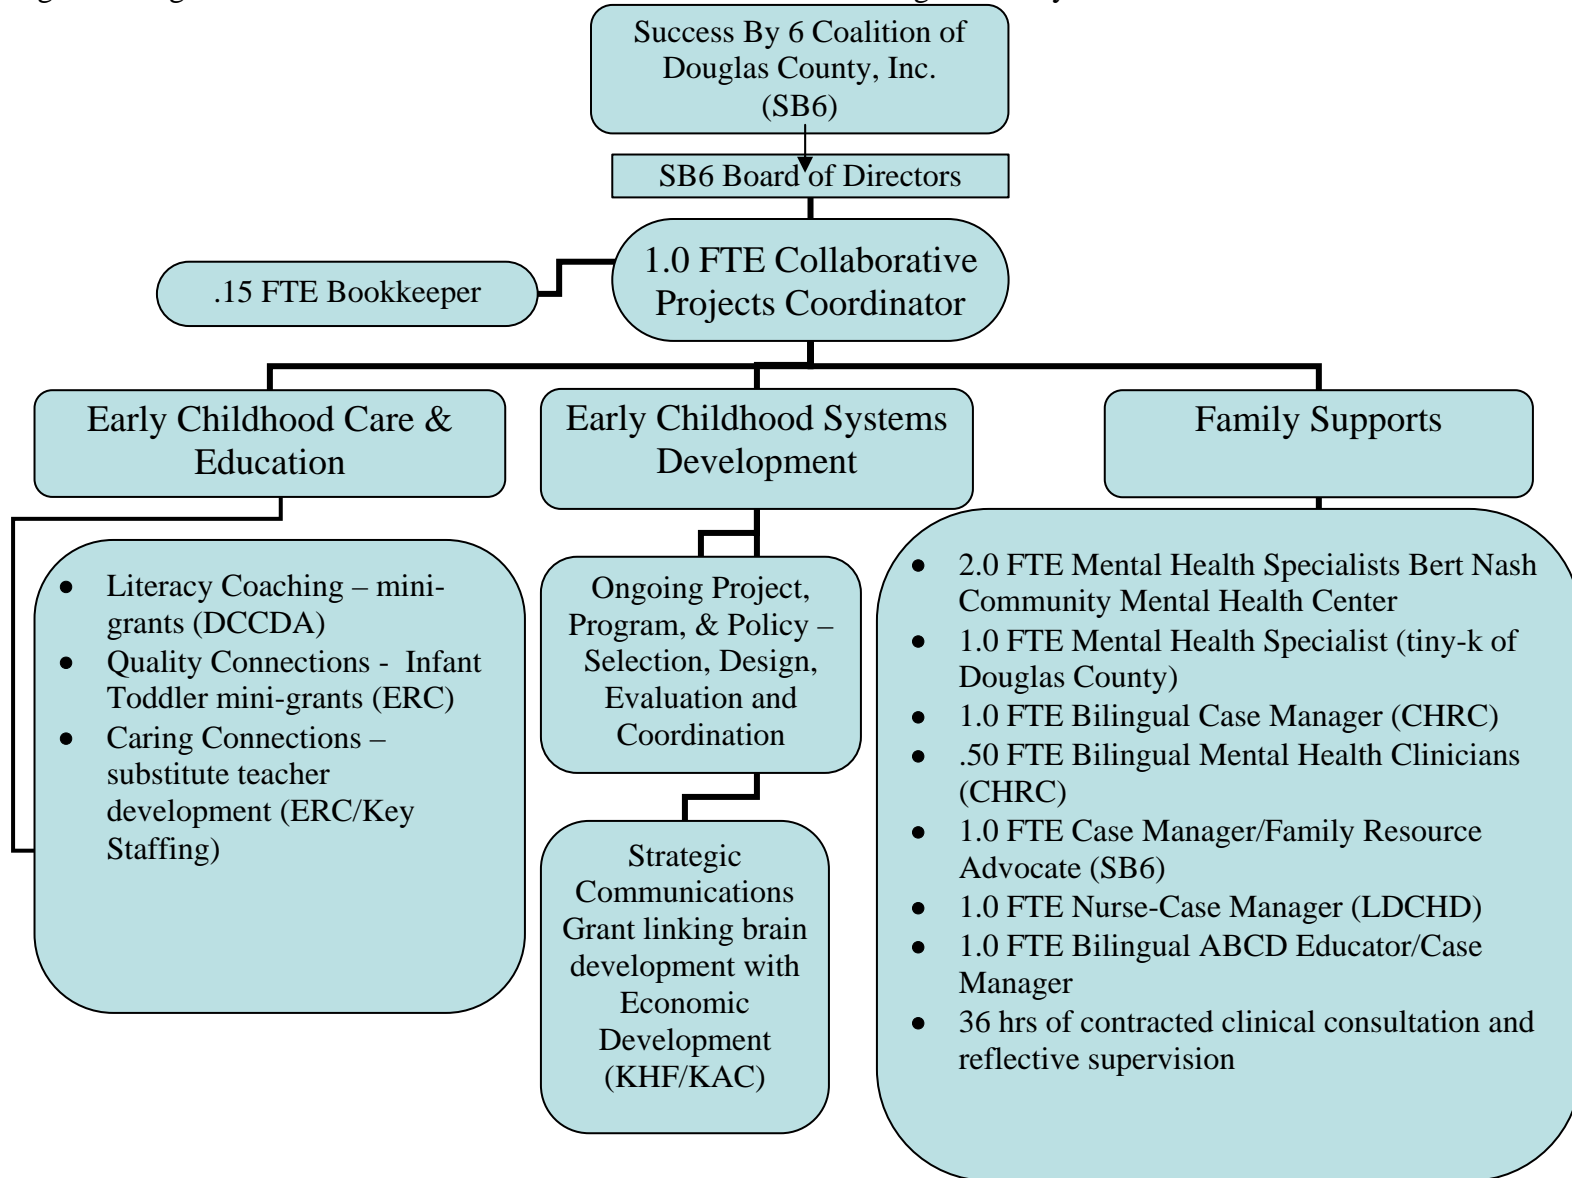 Success By 6 Coalition of
Douglas County, Inc.
(SB6)
SB6 Board of Directors
1.0 FTE Collaborative
Projects Coordinator
.15 FTE Bookkeeper
Early Childhood Care &
Education
Early Childhood Systems
Development
Family Supports
• Literacy Coaching – mini-
grants (DCCDA)
• Quality Connections - Infant
Toddler mini-grants (ERC)
• Caring Connections –
substitute teacher
development (ERC/Key
Staffing)
Ongoing Project,
Program, & Policy –
Selection, Design,
Evaluation and
Coordination
Strategic
Communications
Grant linking brain
development with
Economic
Development
(KHF/KAC)
• 2.0 FTE Mental Health Specialists Bert Nash
Community Mental Health Center
• 1.0 FTE Mental Health Specialist (tiny-k of
Douglas County)
• 1.0 FTE Bilingual Case Manager (CHRC)
• .50 FTE Bilingual Mental Health Clinicians
(CHRC)
• 1.0 FTE Case Manager/Family Resource
Advocate (SB6)
• 1.0 FTE Nurse-Case Manager (LDCHD)
• 1.0 FTE Bilingual ABCD Educator/Case
Manager
• 36 hrs of contracted clinical consultation and
reflective supervision